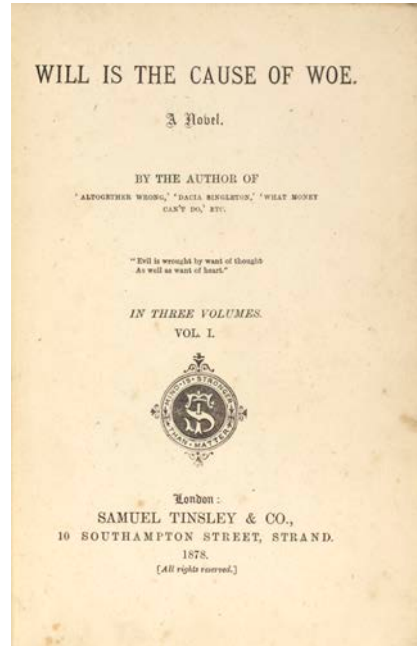 WILL IS THE CAUSE OF WOE.
A Novel.
BY THE AUTHOR OF
'ALTOGETHER WRONG,' 'DACIA SINGLETON,' 'WHAT MONEY
CAN'T DO,' ETC.
"Evil is wrought by want of thought
As well as want of heart."
IN THREE VOLUMES.
VOL. I.
MIND·IS·STRONGER
THAN·MATTER
London:
SAMUEL TINSLEY & CO.,
10 SOUTHAMPTON STREET, STRAND.
1878.
[All rights reserved.]